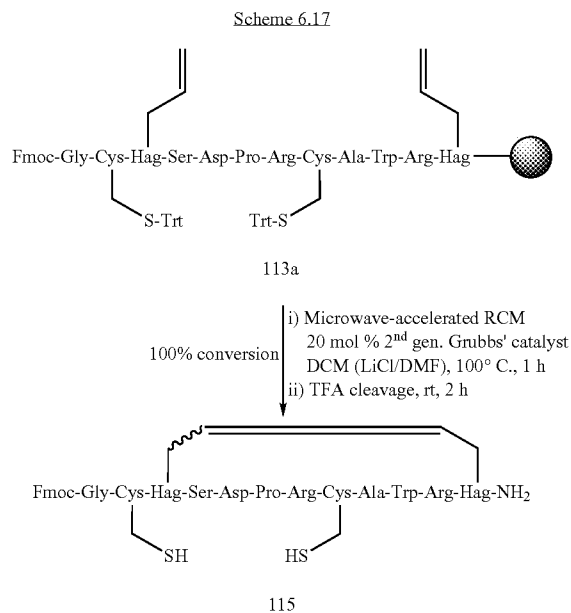 Scheme 6.17
Fmoc-Gly-Cys-Hag-Ser-Asp-Pro-Arg-Cys-Ala-Trp-Arg-Hag
S-Trt Trt-S
113a
100% conversion
i) Microwave-accelerated RCM
20 mol % 2nd gen. Grubbs' catalyst
DCM (LiCl/DMF), 100° C., 1 h
ii) TFA cleavage, rt, 2 h
Fmoc-Gly-Cys-Hag-Ser-Asp-Pro-Arg-Cys-Ala-Trp-Arg-Hag-NH2
SH HS
115